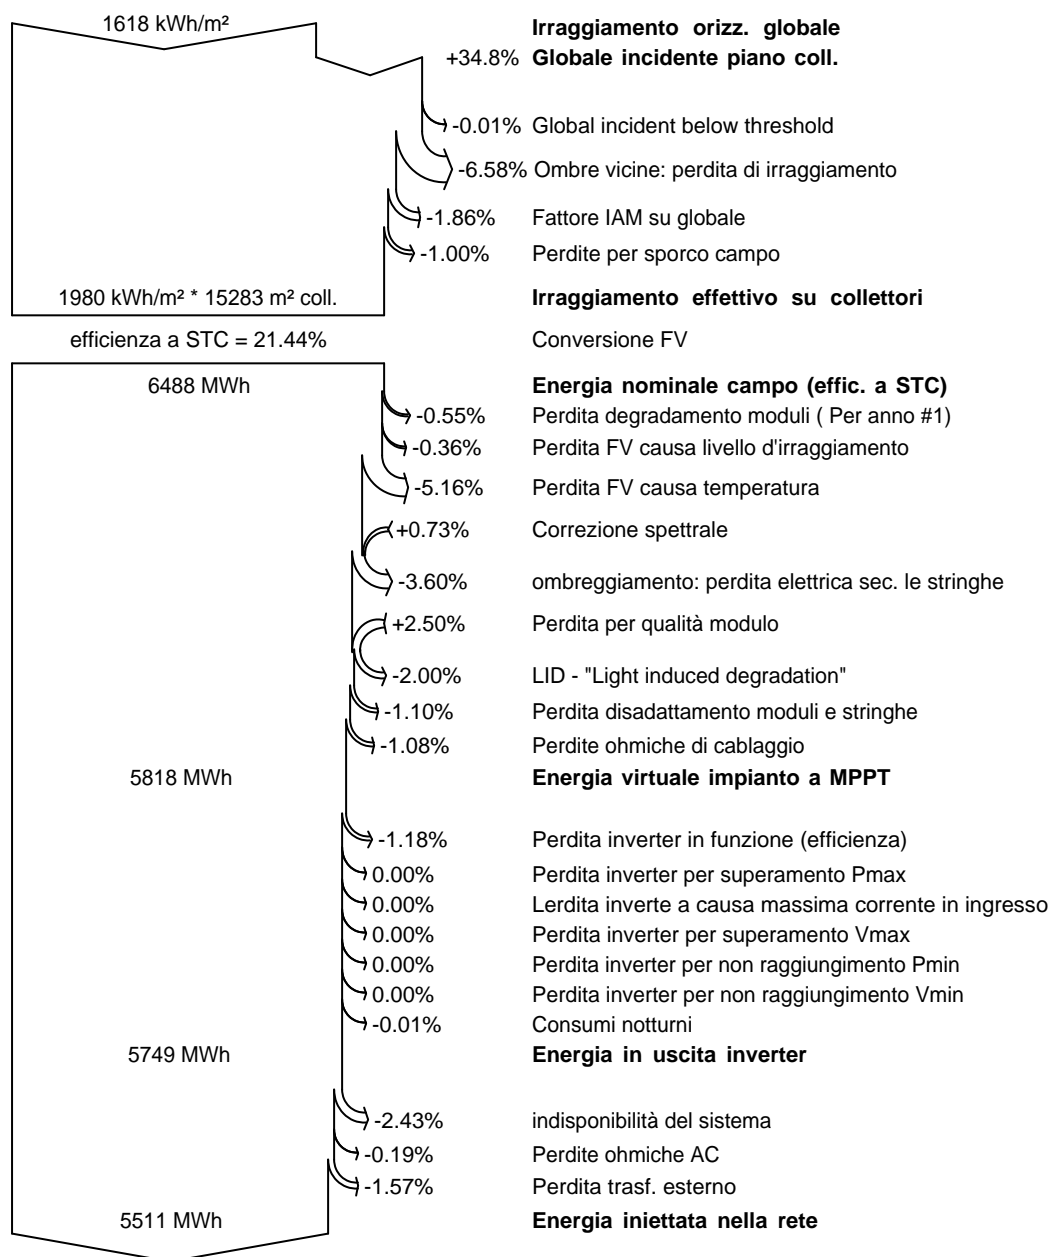 1618 kWh/m² Irraggiamento orizz. globale
+34.8% Globale incidente piano coll.
-0.01% Global incident below threshold
-6.58% Ombre vicine: perdita di irraggiamento
-1.86% Fattore IAM su globale
-1.00% Perdite per sporco campo
1980 kWh/m² * 15283 m² coll. Irraggiamento effettivo su collettori
efficienza a STC = 21.44% Conversione FV
6488 MWh Energia nominale campo (effic. a STC)
-0.55% Perdita degradamento moduli ( Per anno #1)
-0.36% Perdita FV causa livello d'irraggiamento
-5.16% Perdita FV causa temperatura
+0.73% Correzione spettrale
-3.60% ombreggiamento: perdita elettrica sec. le stringhe
+2.50% Perdita per qualità modulo
-2.00% LID - "Light induced degradation"
-1.10% Perdita disadattamento moduli e stringhe
-1.08% Perdite ohmiche di cablaggio
5818 MWh Energia virtuale impianto a MPPT
-1.18% Perdita inverter in funzione (efficienza)
0.00% Perdita inverter per superamento Pmax
0.00% Lerdita inverte a causa massima corrente in ingresso
0.00% Perdita inverter per superamento Vmax
0.00% Perdita inverter per non raggiungimento Pmin
0.00% Perdita inverter per non raggiungimento Vmin
-0.01% Consumi notturni
5749 MWh Energia in uscita inverter
-2.43% indisponibilità del sistema
-0.19% Perdite ohmiche AC
-1.57% Perdita trasf. esterno
5511 MWh Energia iniettata nella rete